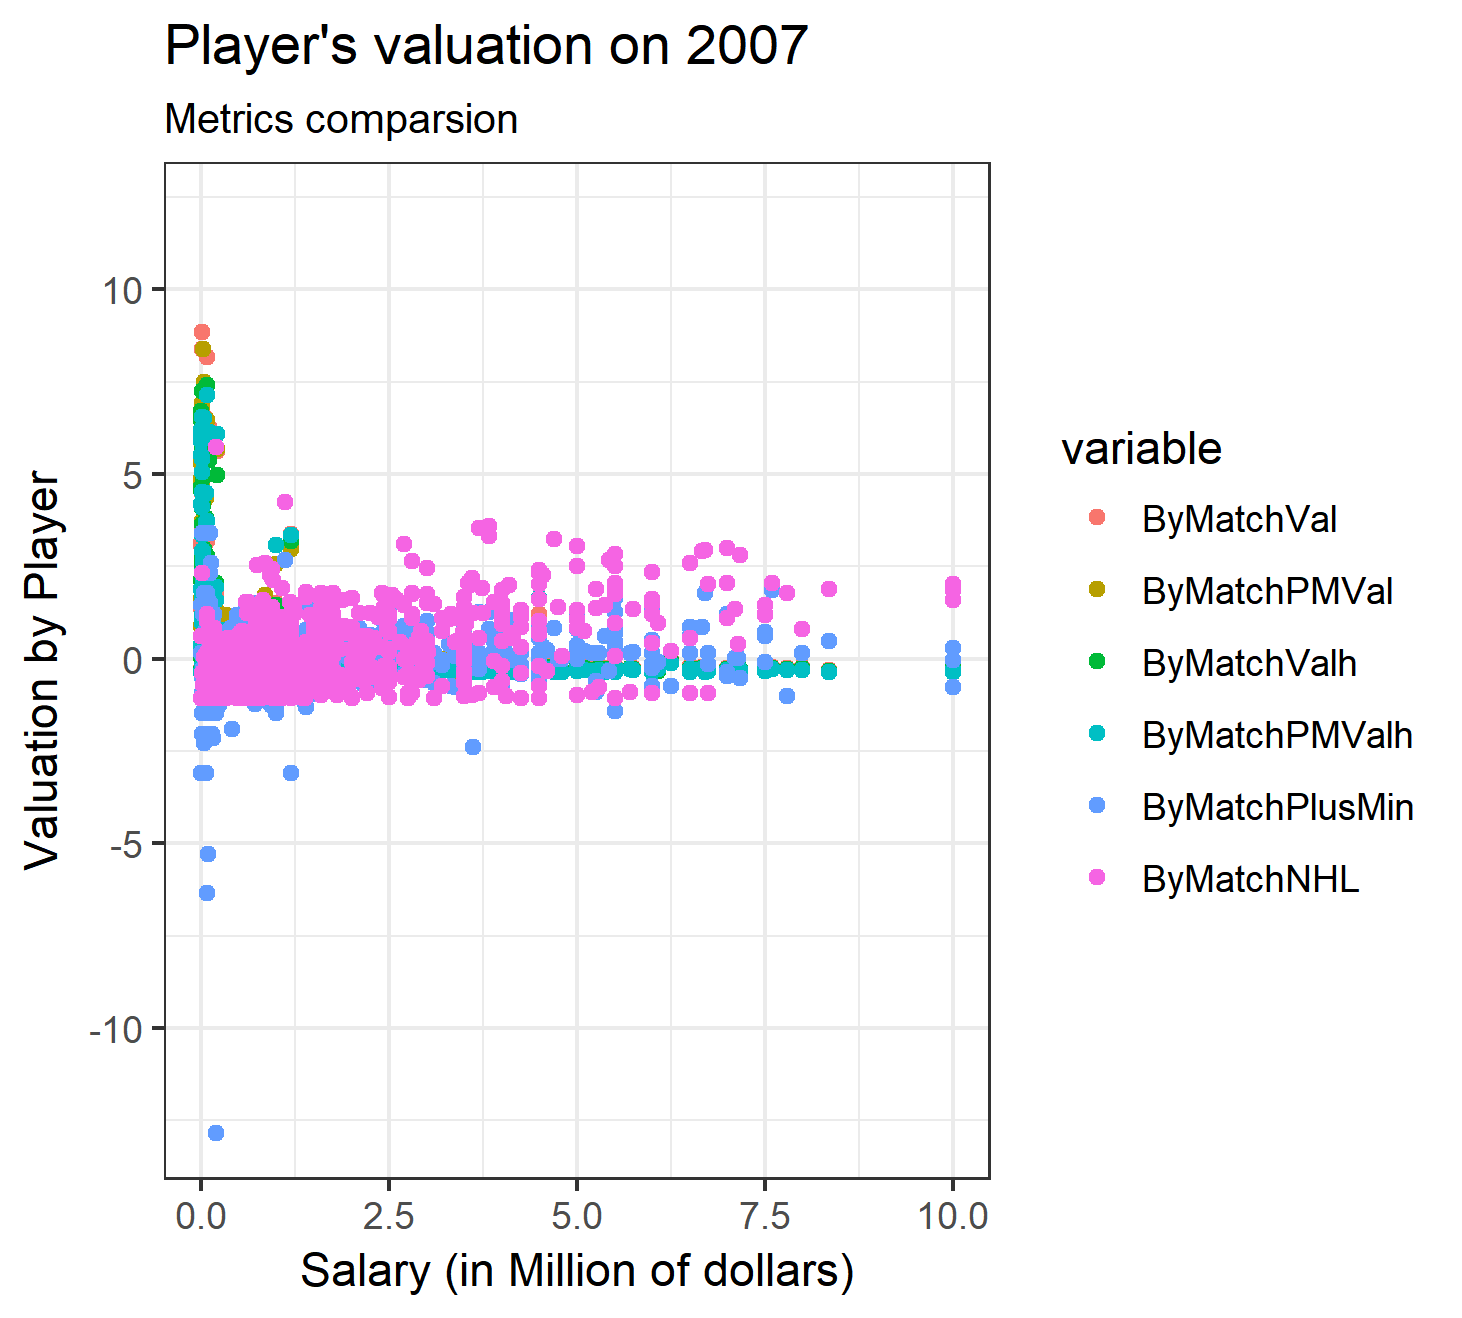 Player's valuation on 2007
Metrics comparsion
Valuation by Player
10
5
0
-5
-10
0.0 2.5 5.0 7.5 10.0
Salary (in Million of dollars)
variable
ByMatchVal
ByMatchPMVal
ByMatchValh
ByMatchPMValh
ByMatchPlusMin
ByMatchNHL